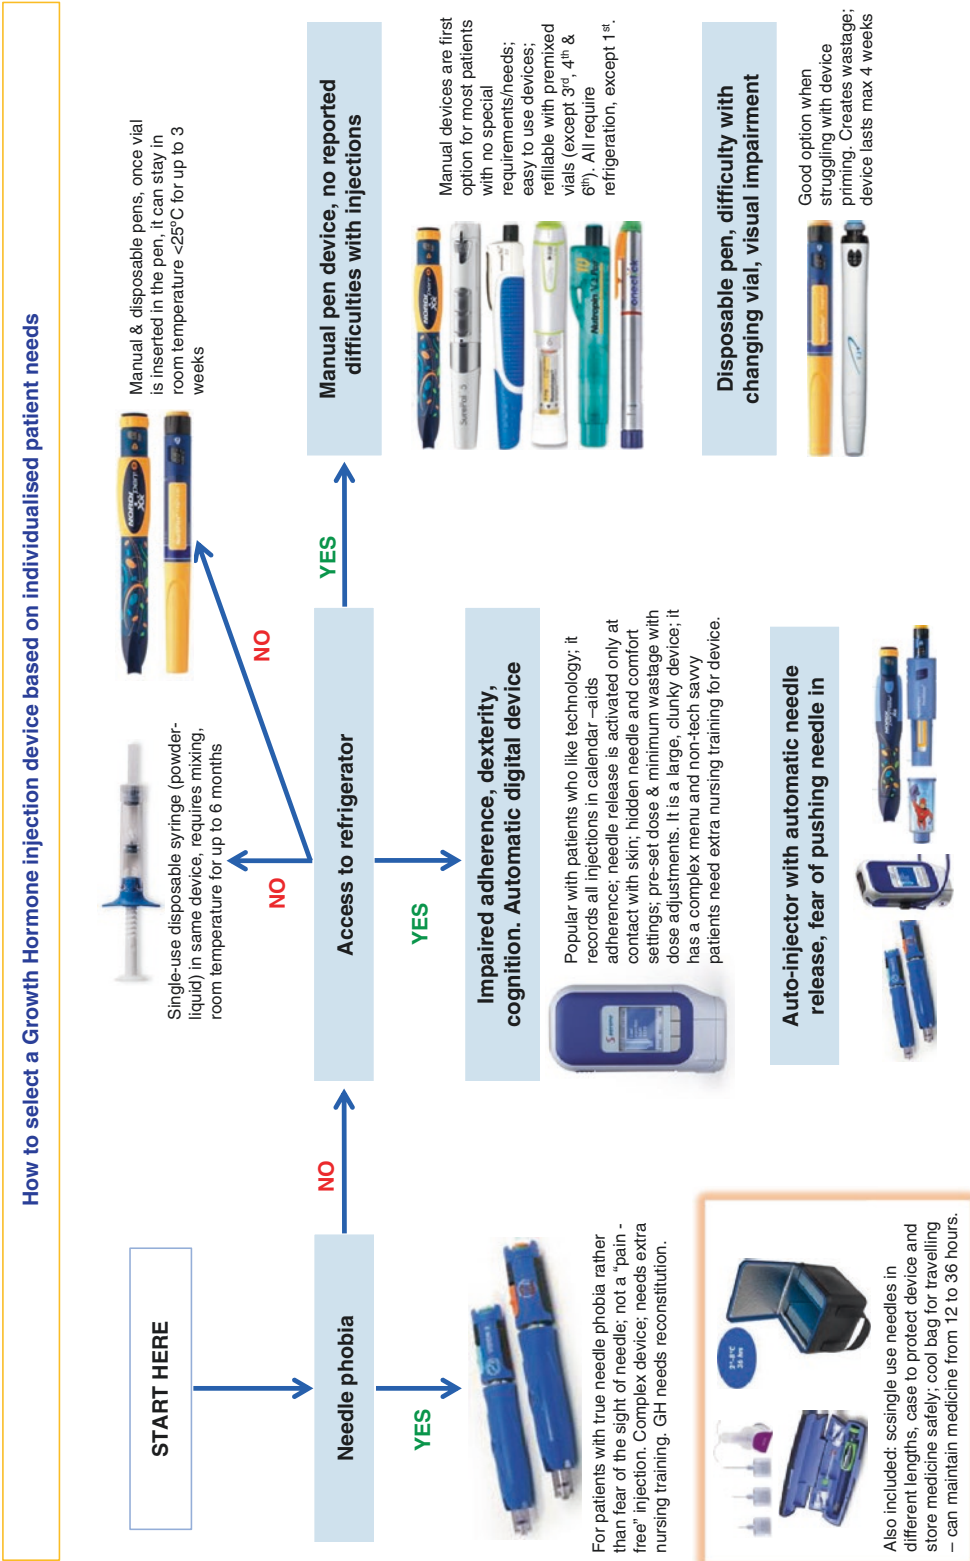 How to select a Growth Hormone injection device based on individualised patient needs
START HERE
Needle phobia
NO
YES
For patients with true needle phobia rather
than fear of the sight of needle; not a “pain -
free” injection. Complex device; needs extra
nursing training. GH needs reconstitution.
Also included: scsingle use needles in
different lengths, case to protect device and
store medicine safely; cool bag for travelling
– can maintain medicine from 12 to 36 hours.
Single-use disposable syringe (powder-
liquid) in same device, requires mixing,
room temperature for up to 6 months
NO
NO
Access to refrigerator
YES
YES
Impaired adherence, dexterity,
cognition. Automatic digital device
Popular with patients who like technology; it
records all injections in calendar –aids
adherence; needle release is activated only at
contact with skin; hidden needle and comfort
settings; pre-set dose & minimum wastage with
dose adjustments. It is a large, clunky device; it
has a complex menu and non-tech savvy
patients need extra nursing training for device.
Auto-injector with automatic needle
release, fear of pushing needle in
Manual & disposable pens, once vial
is inserted in the pen, it can stay in
room temperature <25°C for up to 3
weeks
Manual pen device, no reported
difficulties with injections
SurePal 5
Nutropin
oneclick
Manual devices are first
option for most patients
with no special
requirements/needs;
easy to use devices;
refillable with premixed
vials (except 3rd, 4th &
6th). All require
refrigeration, except 1st.
Disposable pen, difficulty with
changing vial, visual impairment
Good option when
struggling with device
priming. Creates wastage;
device lasts max 4 weeks